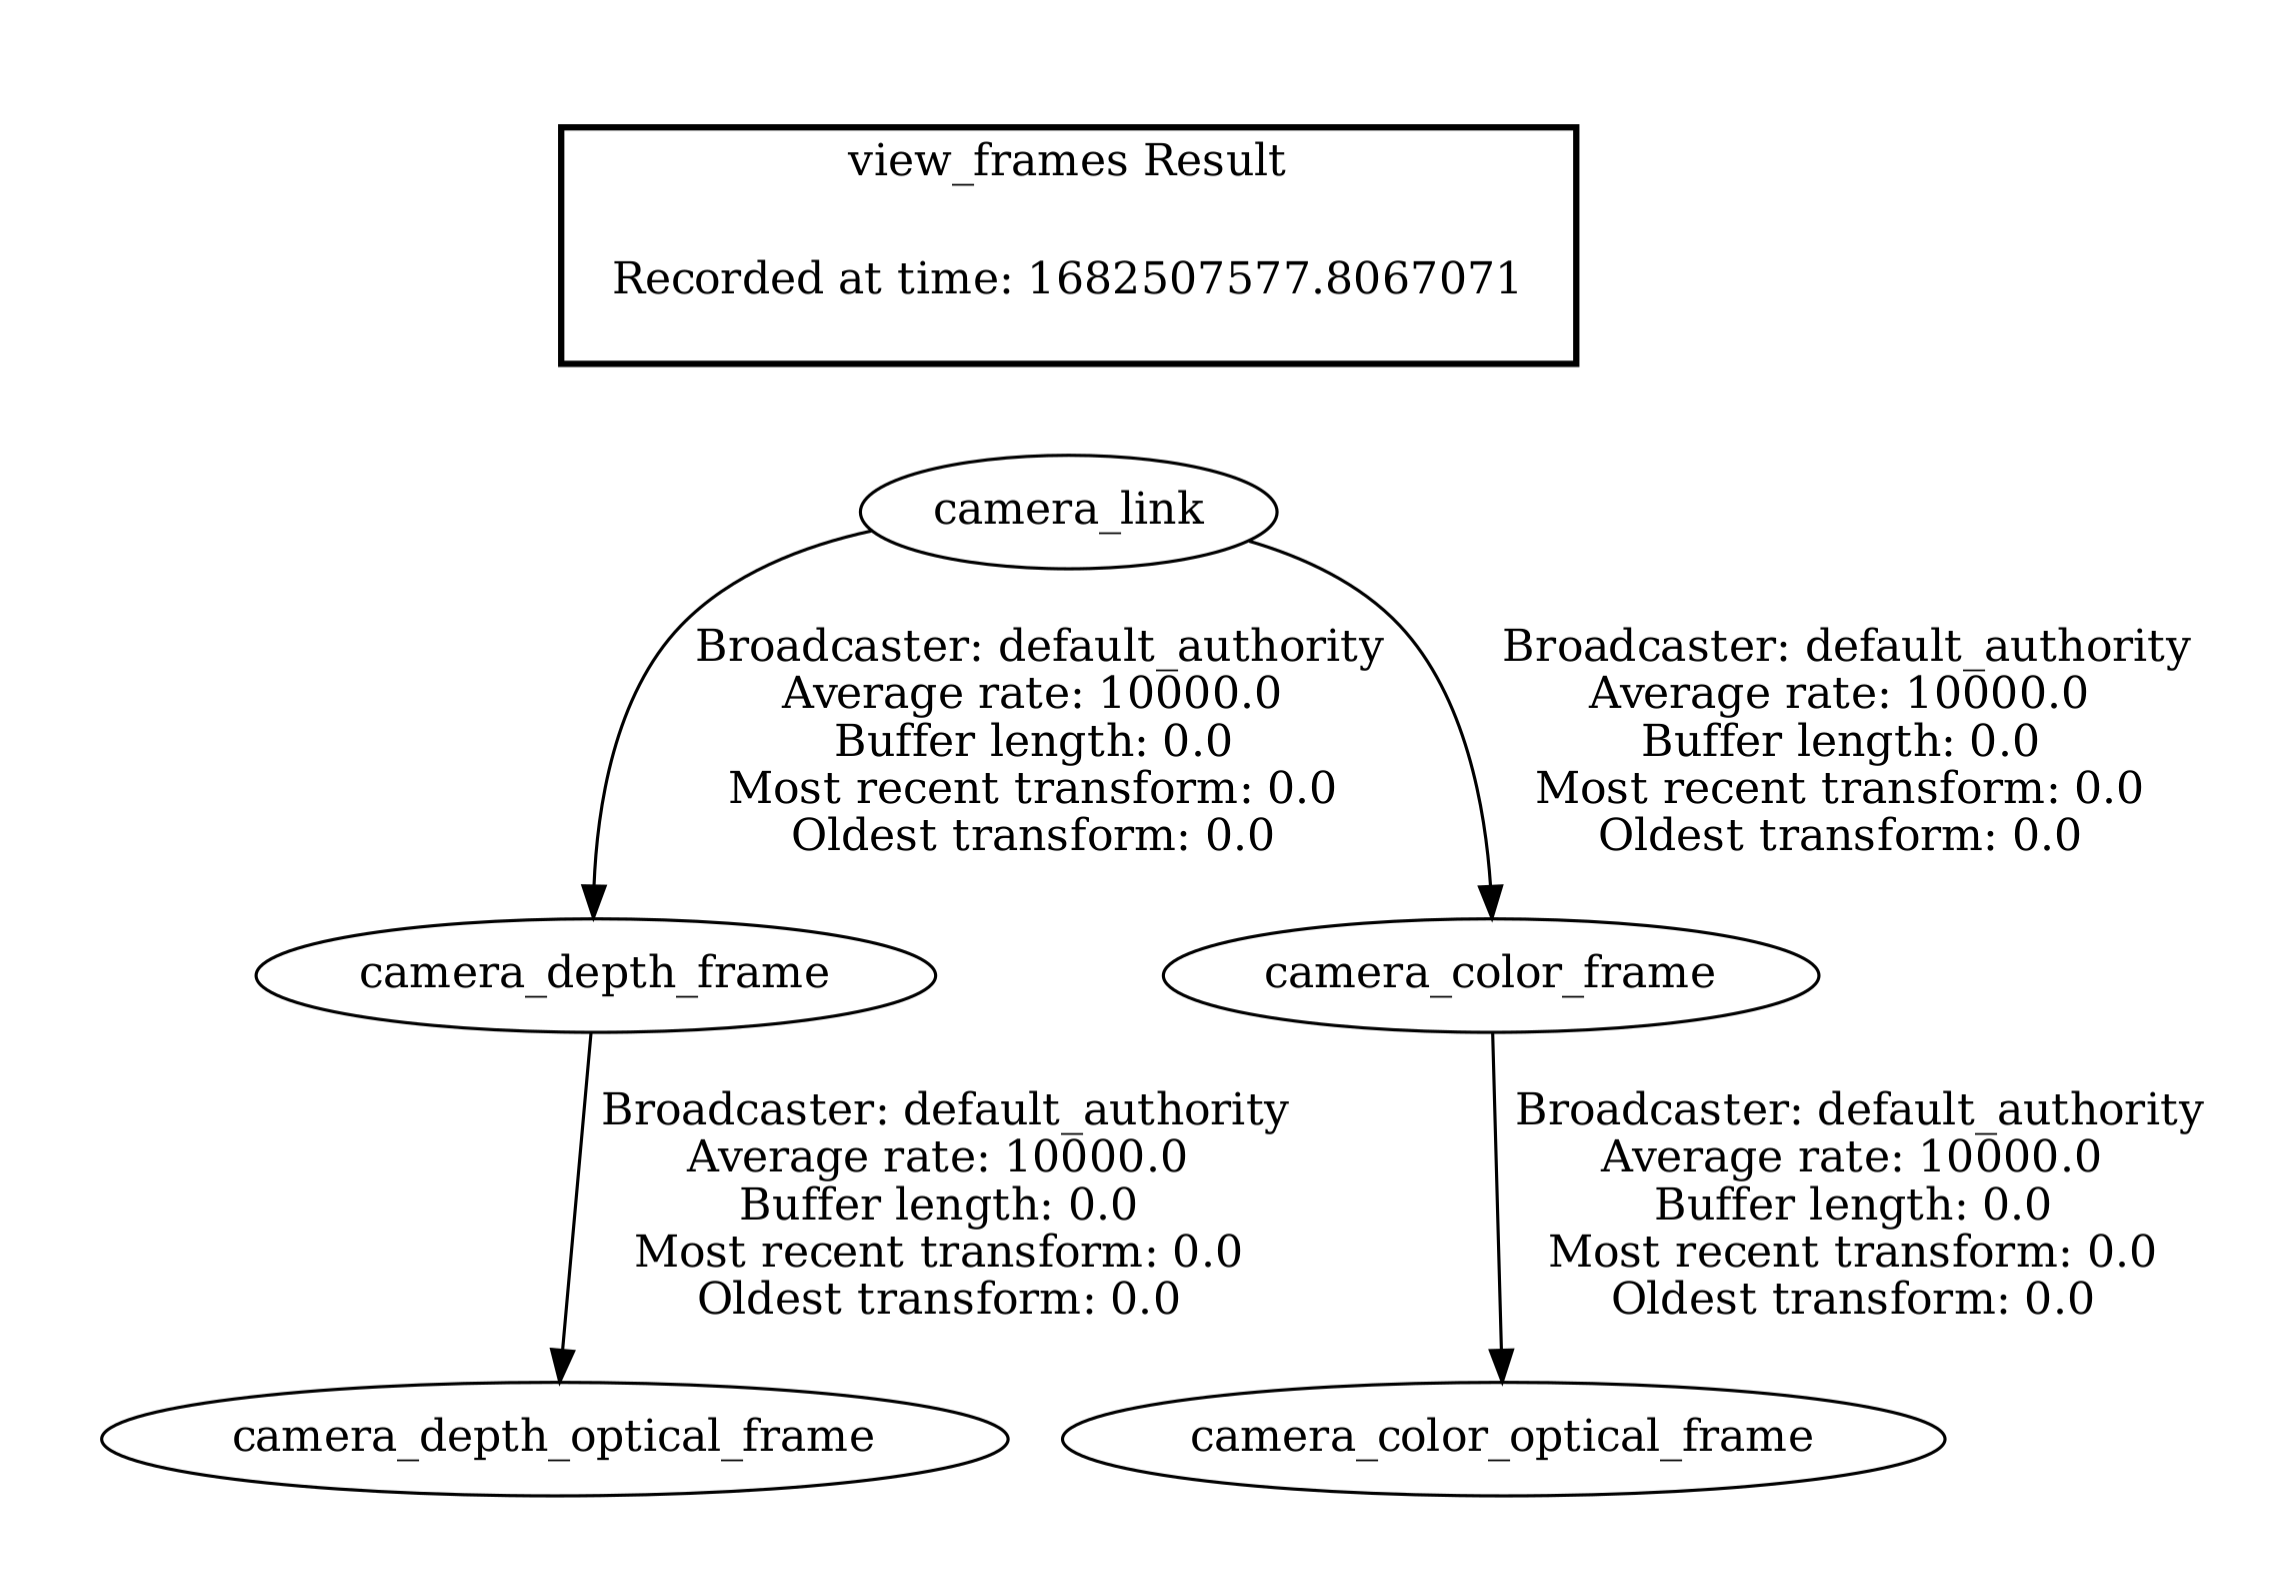 view_frames Result
Recorded at time: 1682507577.8067071
camera_link
Broadcaster: default_authority
Average rate: 10000.0
Buffer length: 0.0
Most recent transform: 0.0
Oldest transform: 0.0
Broadcaster: default_authority
Average rate: 10000.0
Buffer length: 0.0
Most recent transform: 0.0
Oldest transform: 0.0
camera_depth_frame
camera_color_frame
Broadcaster: default_authority
Average rate: 10000.0
Buffer length: 0.0
Most recent transform: 0.0
Oldest transform: 0.0
Broadcaster: default_authority
Average rate: 10000.0
Buffer length: 0.0
Most recent transform: 0.0
Oldest transform: 0.0
camera_depth_optical_frame
camera_color_optical_frame